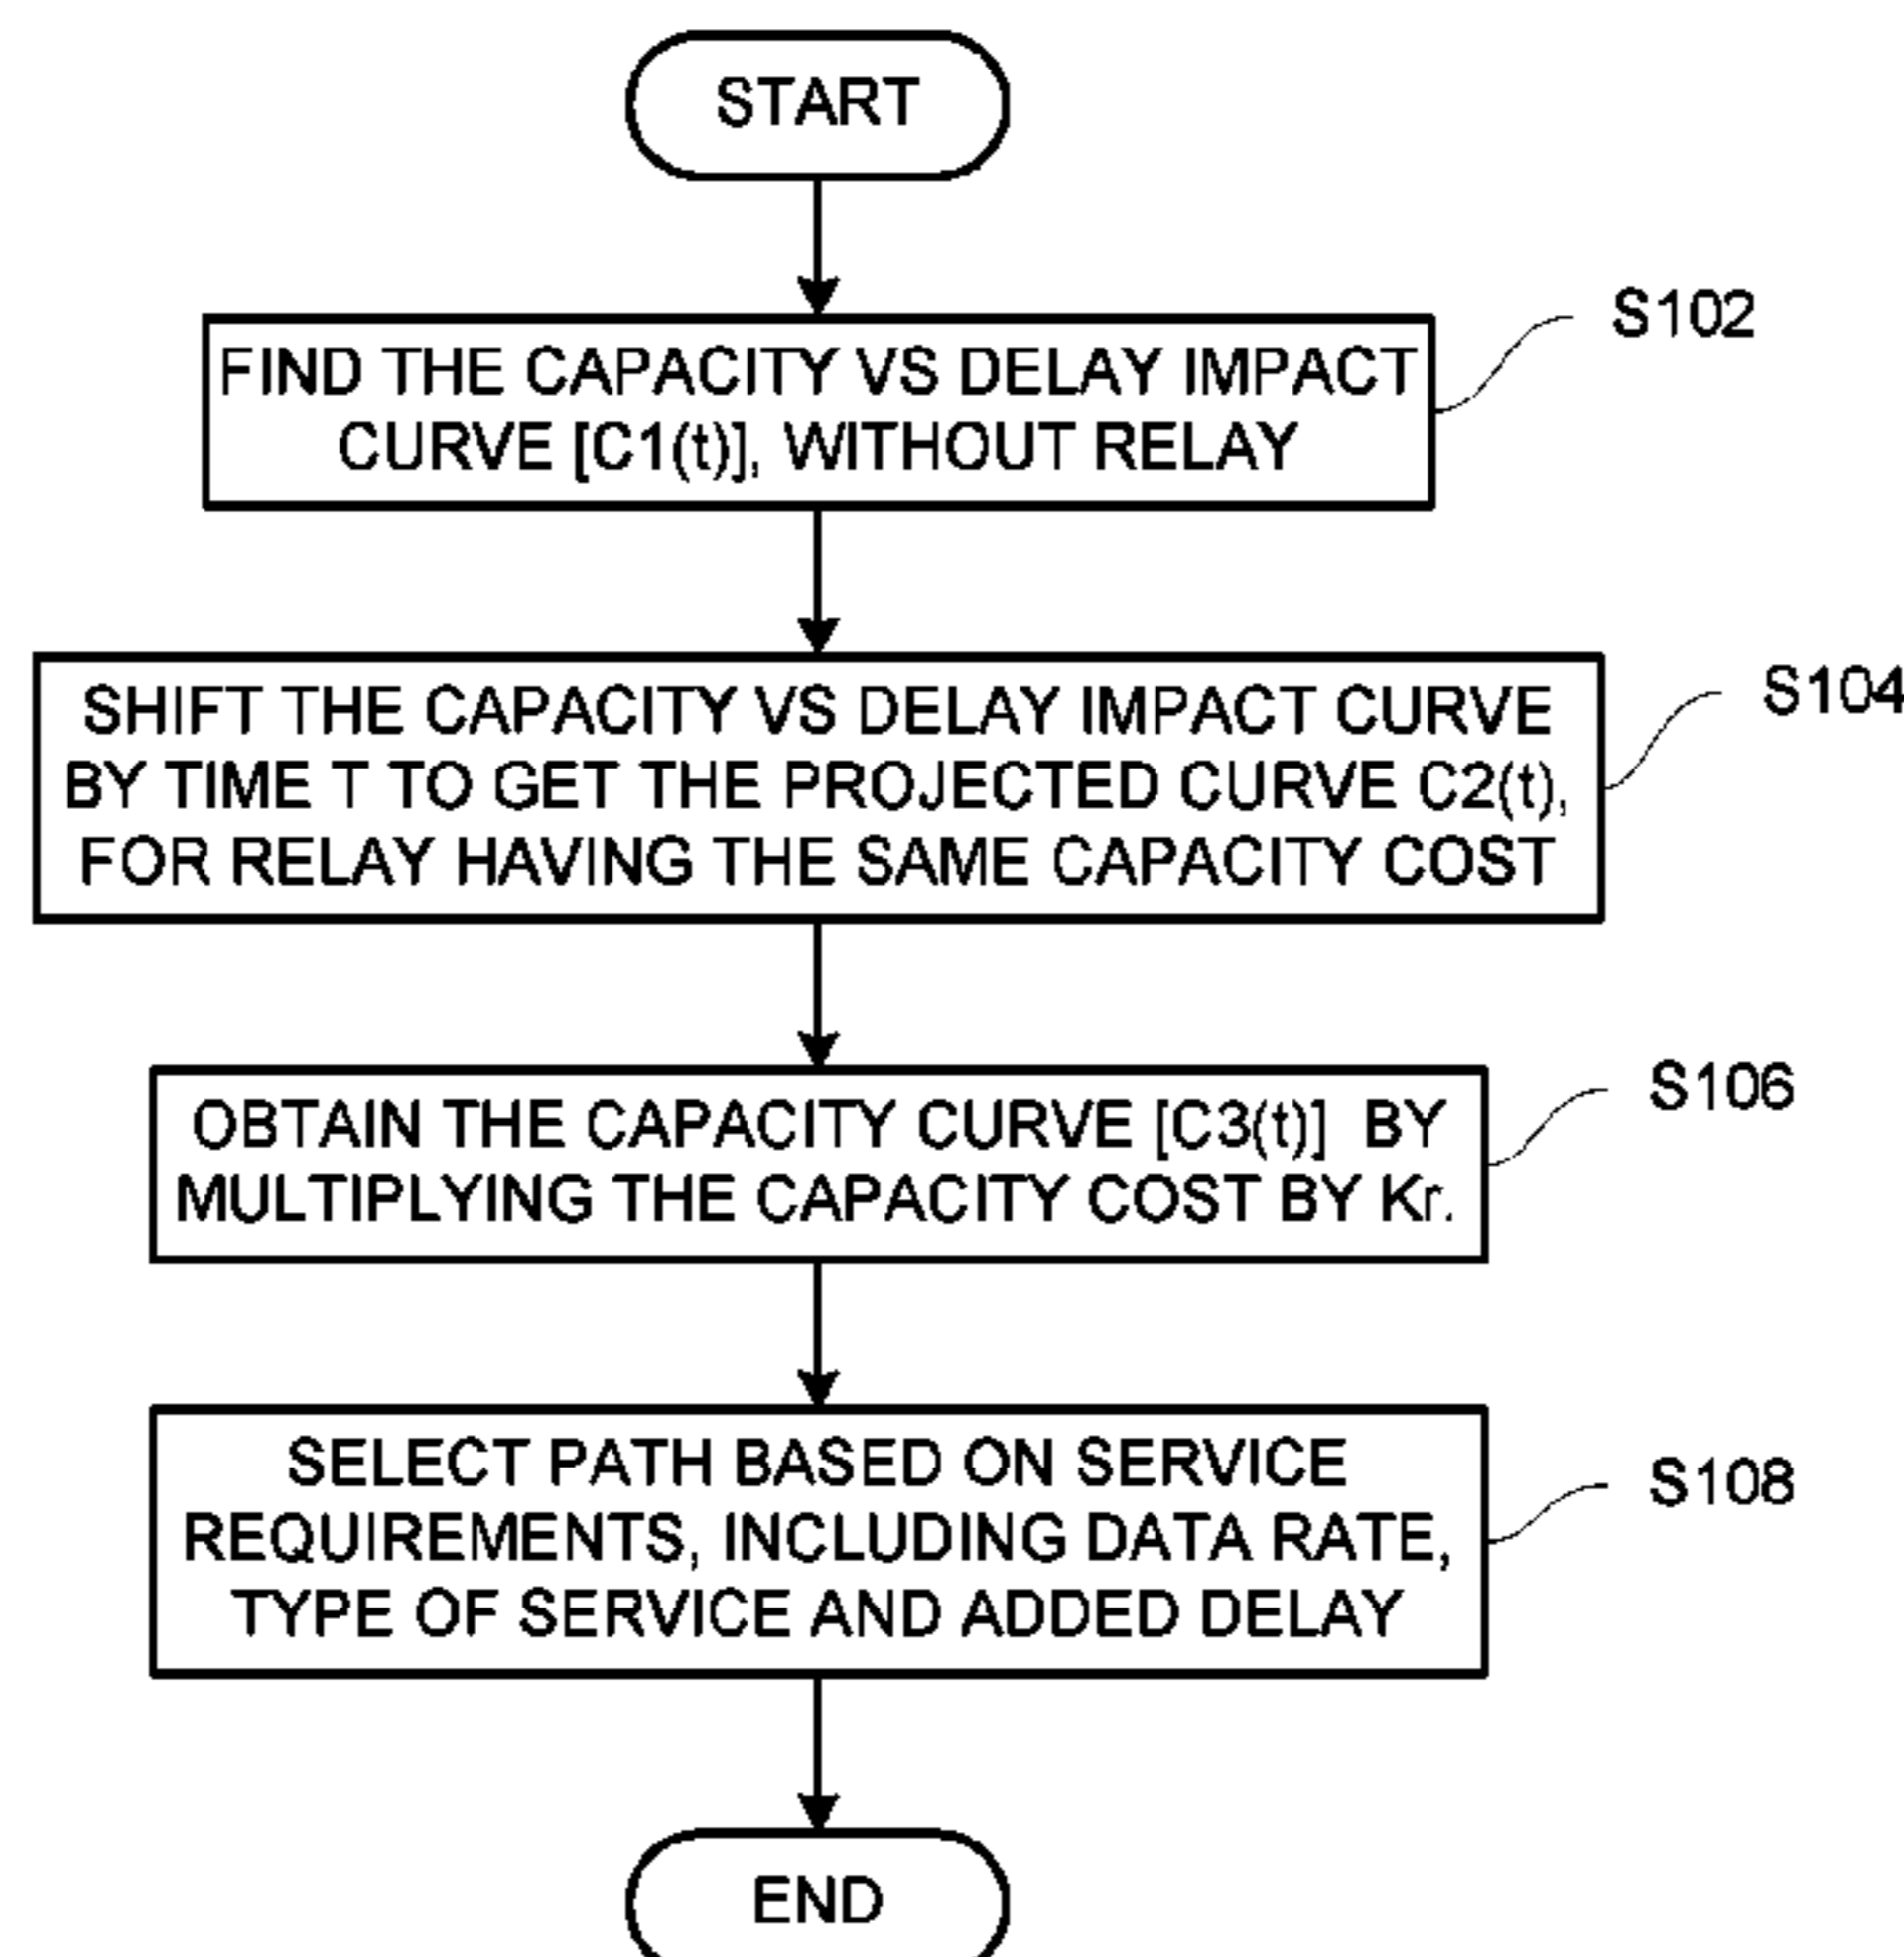 START
S102
FIND THE CAPACITY VS DELAY IMPACT
CURVE [C1(t)], WITHOUT RELAY
S104
SHIFT THE CAPACITY VS DELAY IMPACT CURVE
BY TIME T TO GET THE PROJECTED CURVE C2(t),
FOR RELAY HAVING THE SAME CAPACITY COST
S106
OBTAIN THE CAPACITY CURVE [C3(t)] BY
MULTIPLYING THE CAPACITY COST BY Kr.
S108
SELECT PATH BASED ON SERVICE
REQUIREMENTS, INCLUDING DATA RATE,
TYPE OF SERVICE AND ADDED DELAY
END